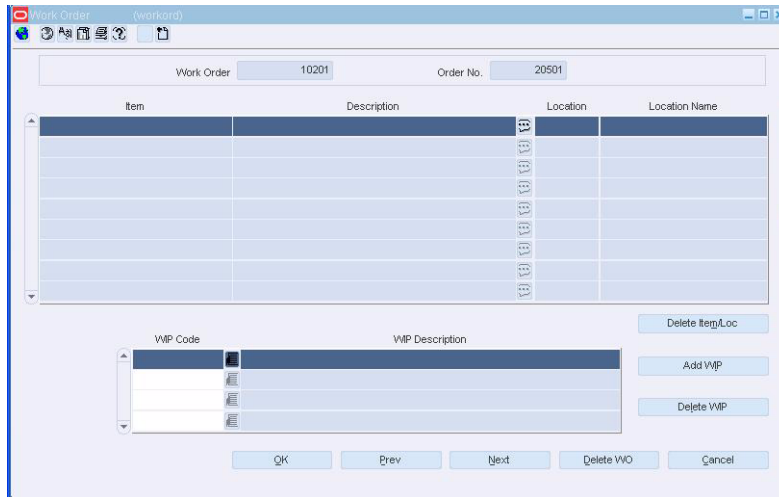 Work Order (workord)
Work Order 10201 Order No. 20501
Item Description Location Location Name
Delete Item/Loc
WIP Code WIP Description
Add WIP
Delete WIP
OK Prev Next Delete WO Cancel